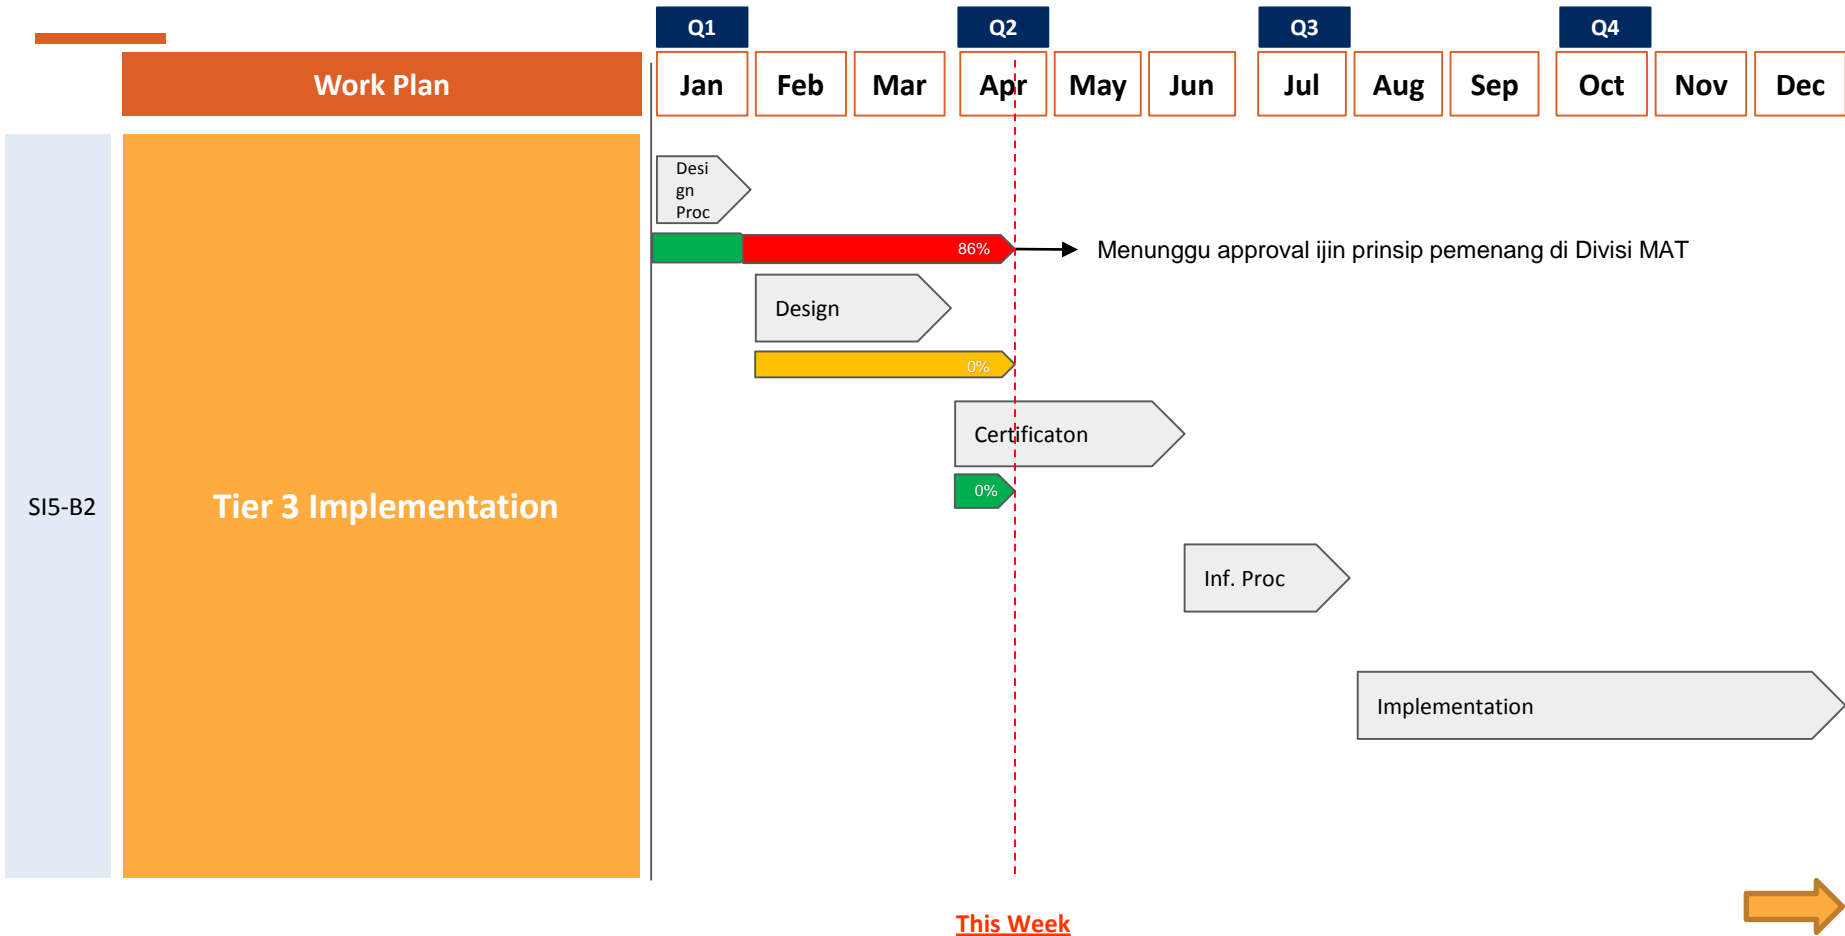 Q1 Q2 Q3 Q4
Work Plan Jan Feb Mar Apr May Jun Jul Aug Sep Oct Nov Dec
Desi
gn
Proc
86% Menunggu approval ijin prinsip pemenang di Divisi MAT
Design
0%
Certificaton
0%
SI5-B2 Tier 3 Implementation
Inf. Proc
Implementation
This Week